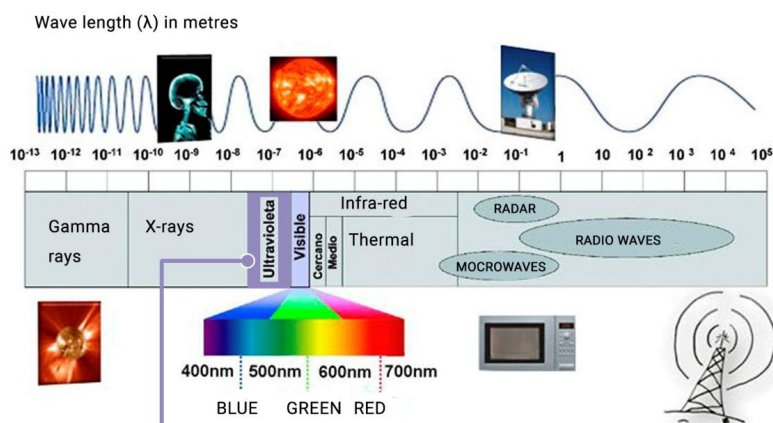 Wave length (λ) in metres
10-13 10-12 10-11 10-10 10-9 10-8 10-7 10-6 10-5 10-4 10-3 10-2 10-1 1 10 10 2 10 3 10 4 105
Gamma rays
X-rays
Ultravioleta
Visible
Infra-red
Cercano
Medio
Thermal
RADAR
RADIO WAVES
MOCROWAVES
400nm 500nm 600nm 700nm
BLUE GREEN RED